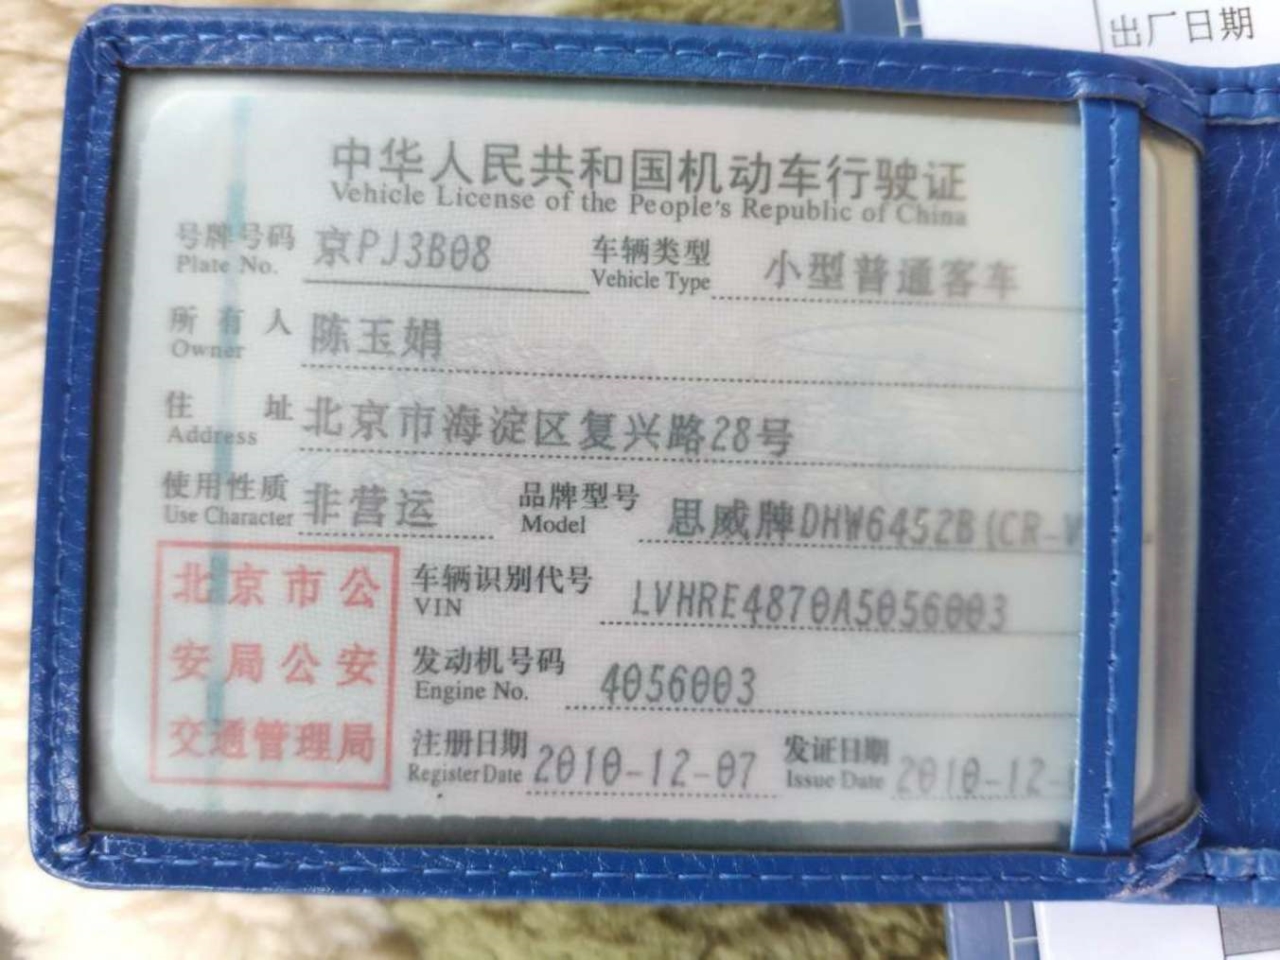 出厂日期
中华人民共和国机动车行驶证
Vehicle License of the People's Republic of China
号牌号码 京PJ3B08 车辆类型 小型普通客车
Plate No. Vehicle Type
所有人 陈玉娟
Owner
住址 北京市海淀区复兴路28号
Address
使用性质 非营运 品牌型号 思威牌DHW6452B(CR-V
Use Character Model
北京市公
安局公安
交通管理局
车辆识别代号 LVHRE4870A5056003
VIN
发动机号码 4056003
Engine No.
注册日期 2010-12-07 发证日期 2010-12-
Register Date Issue Date